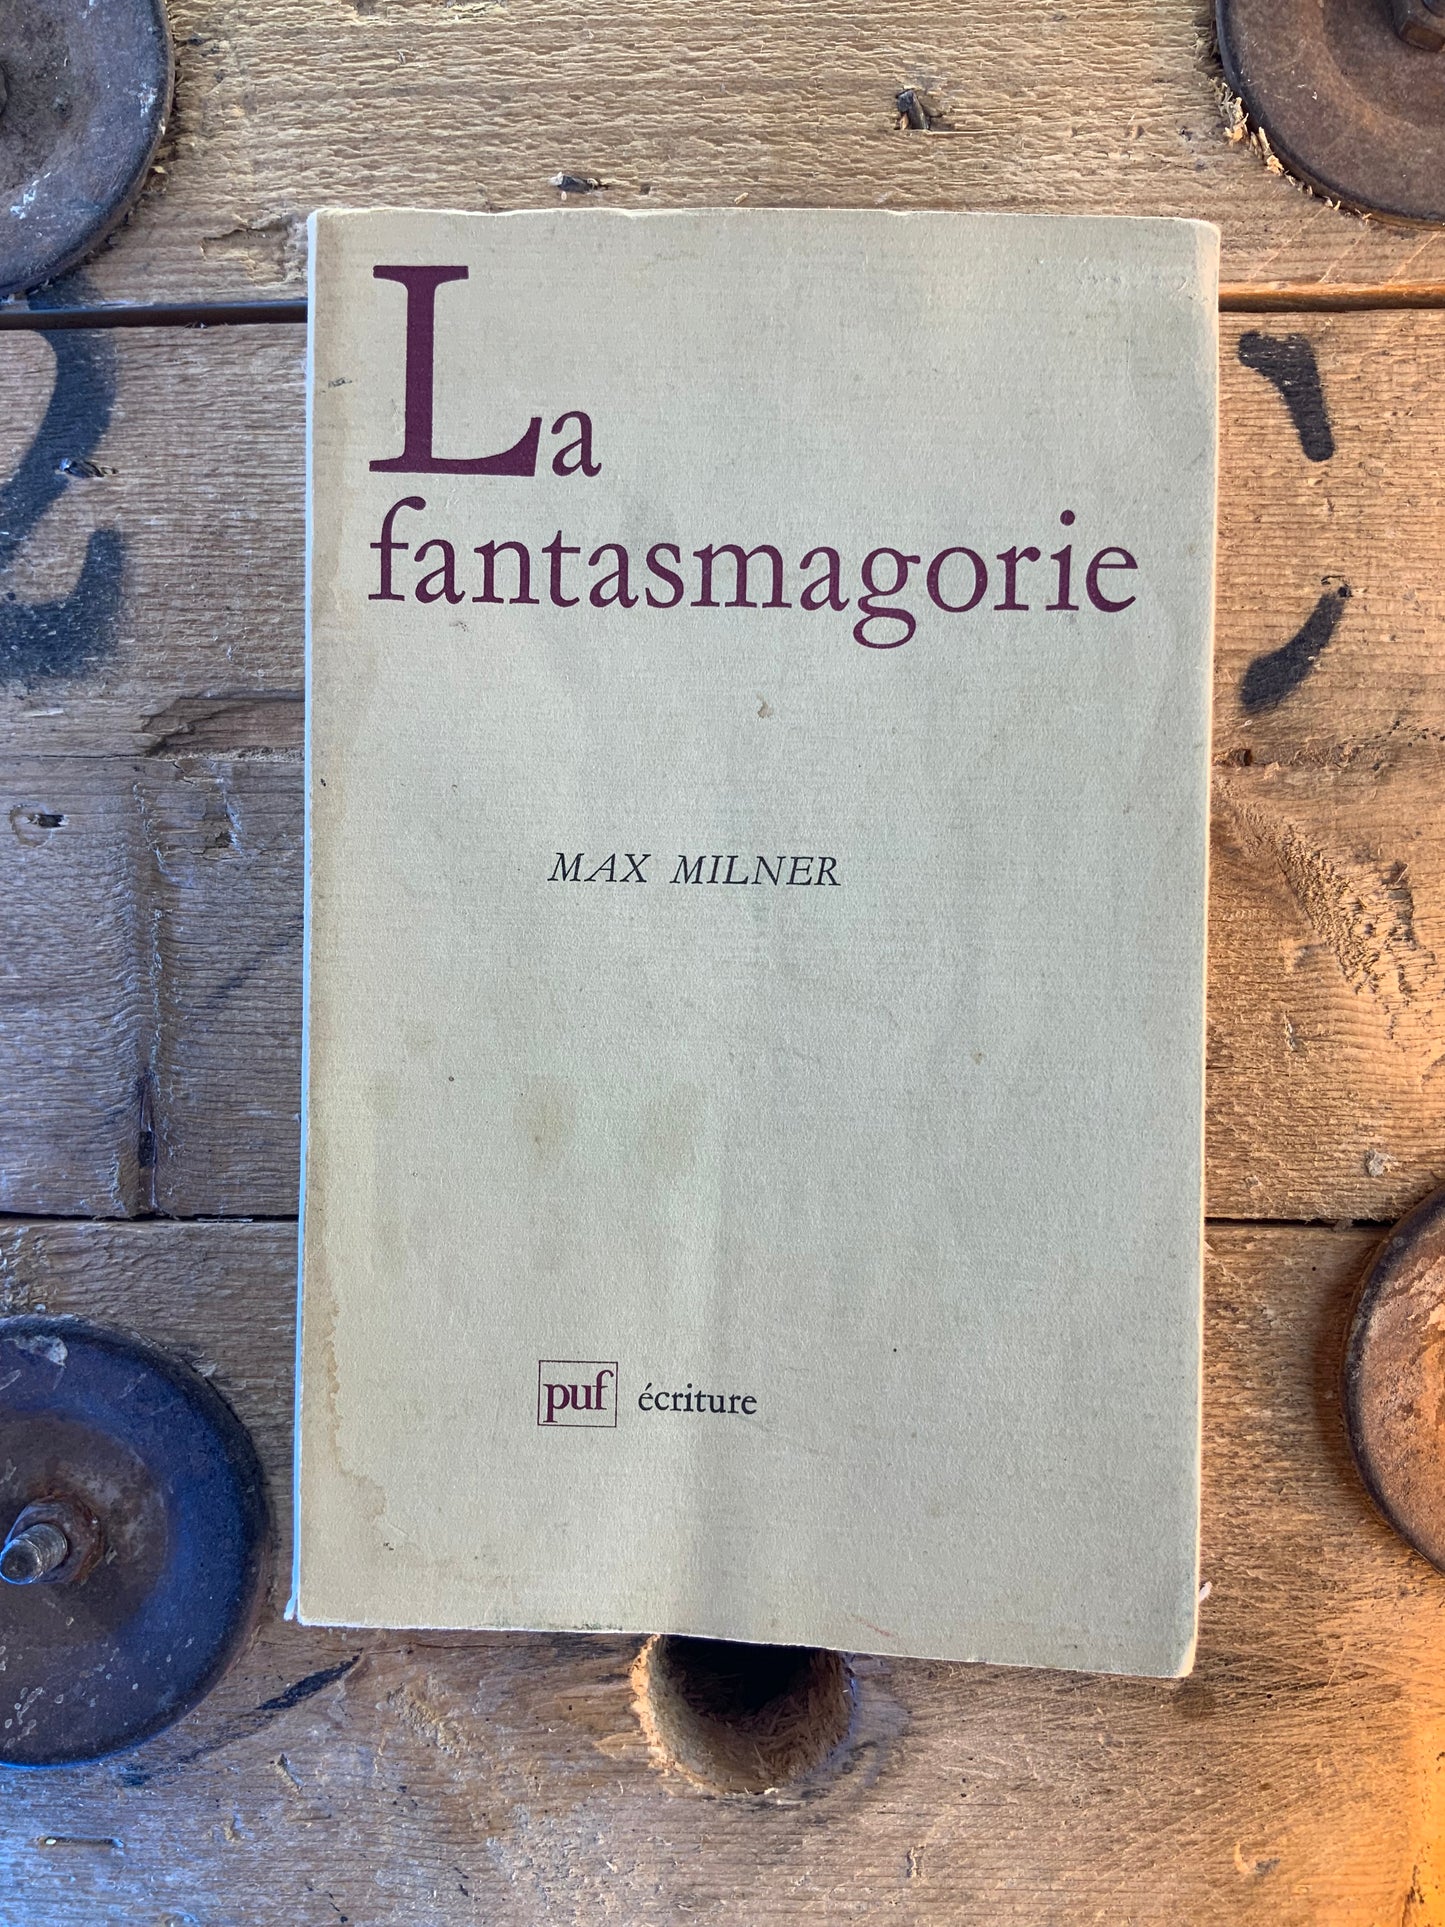 La
fantasmagorie
MAX MILNER
puf écriture